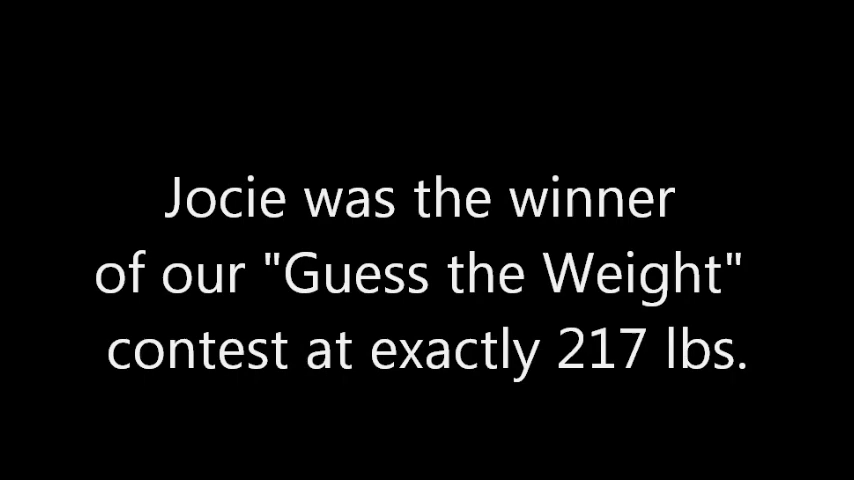 Jocie was the winner
of our "Guess the Weight"
contest at exactly 217 lbs.